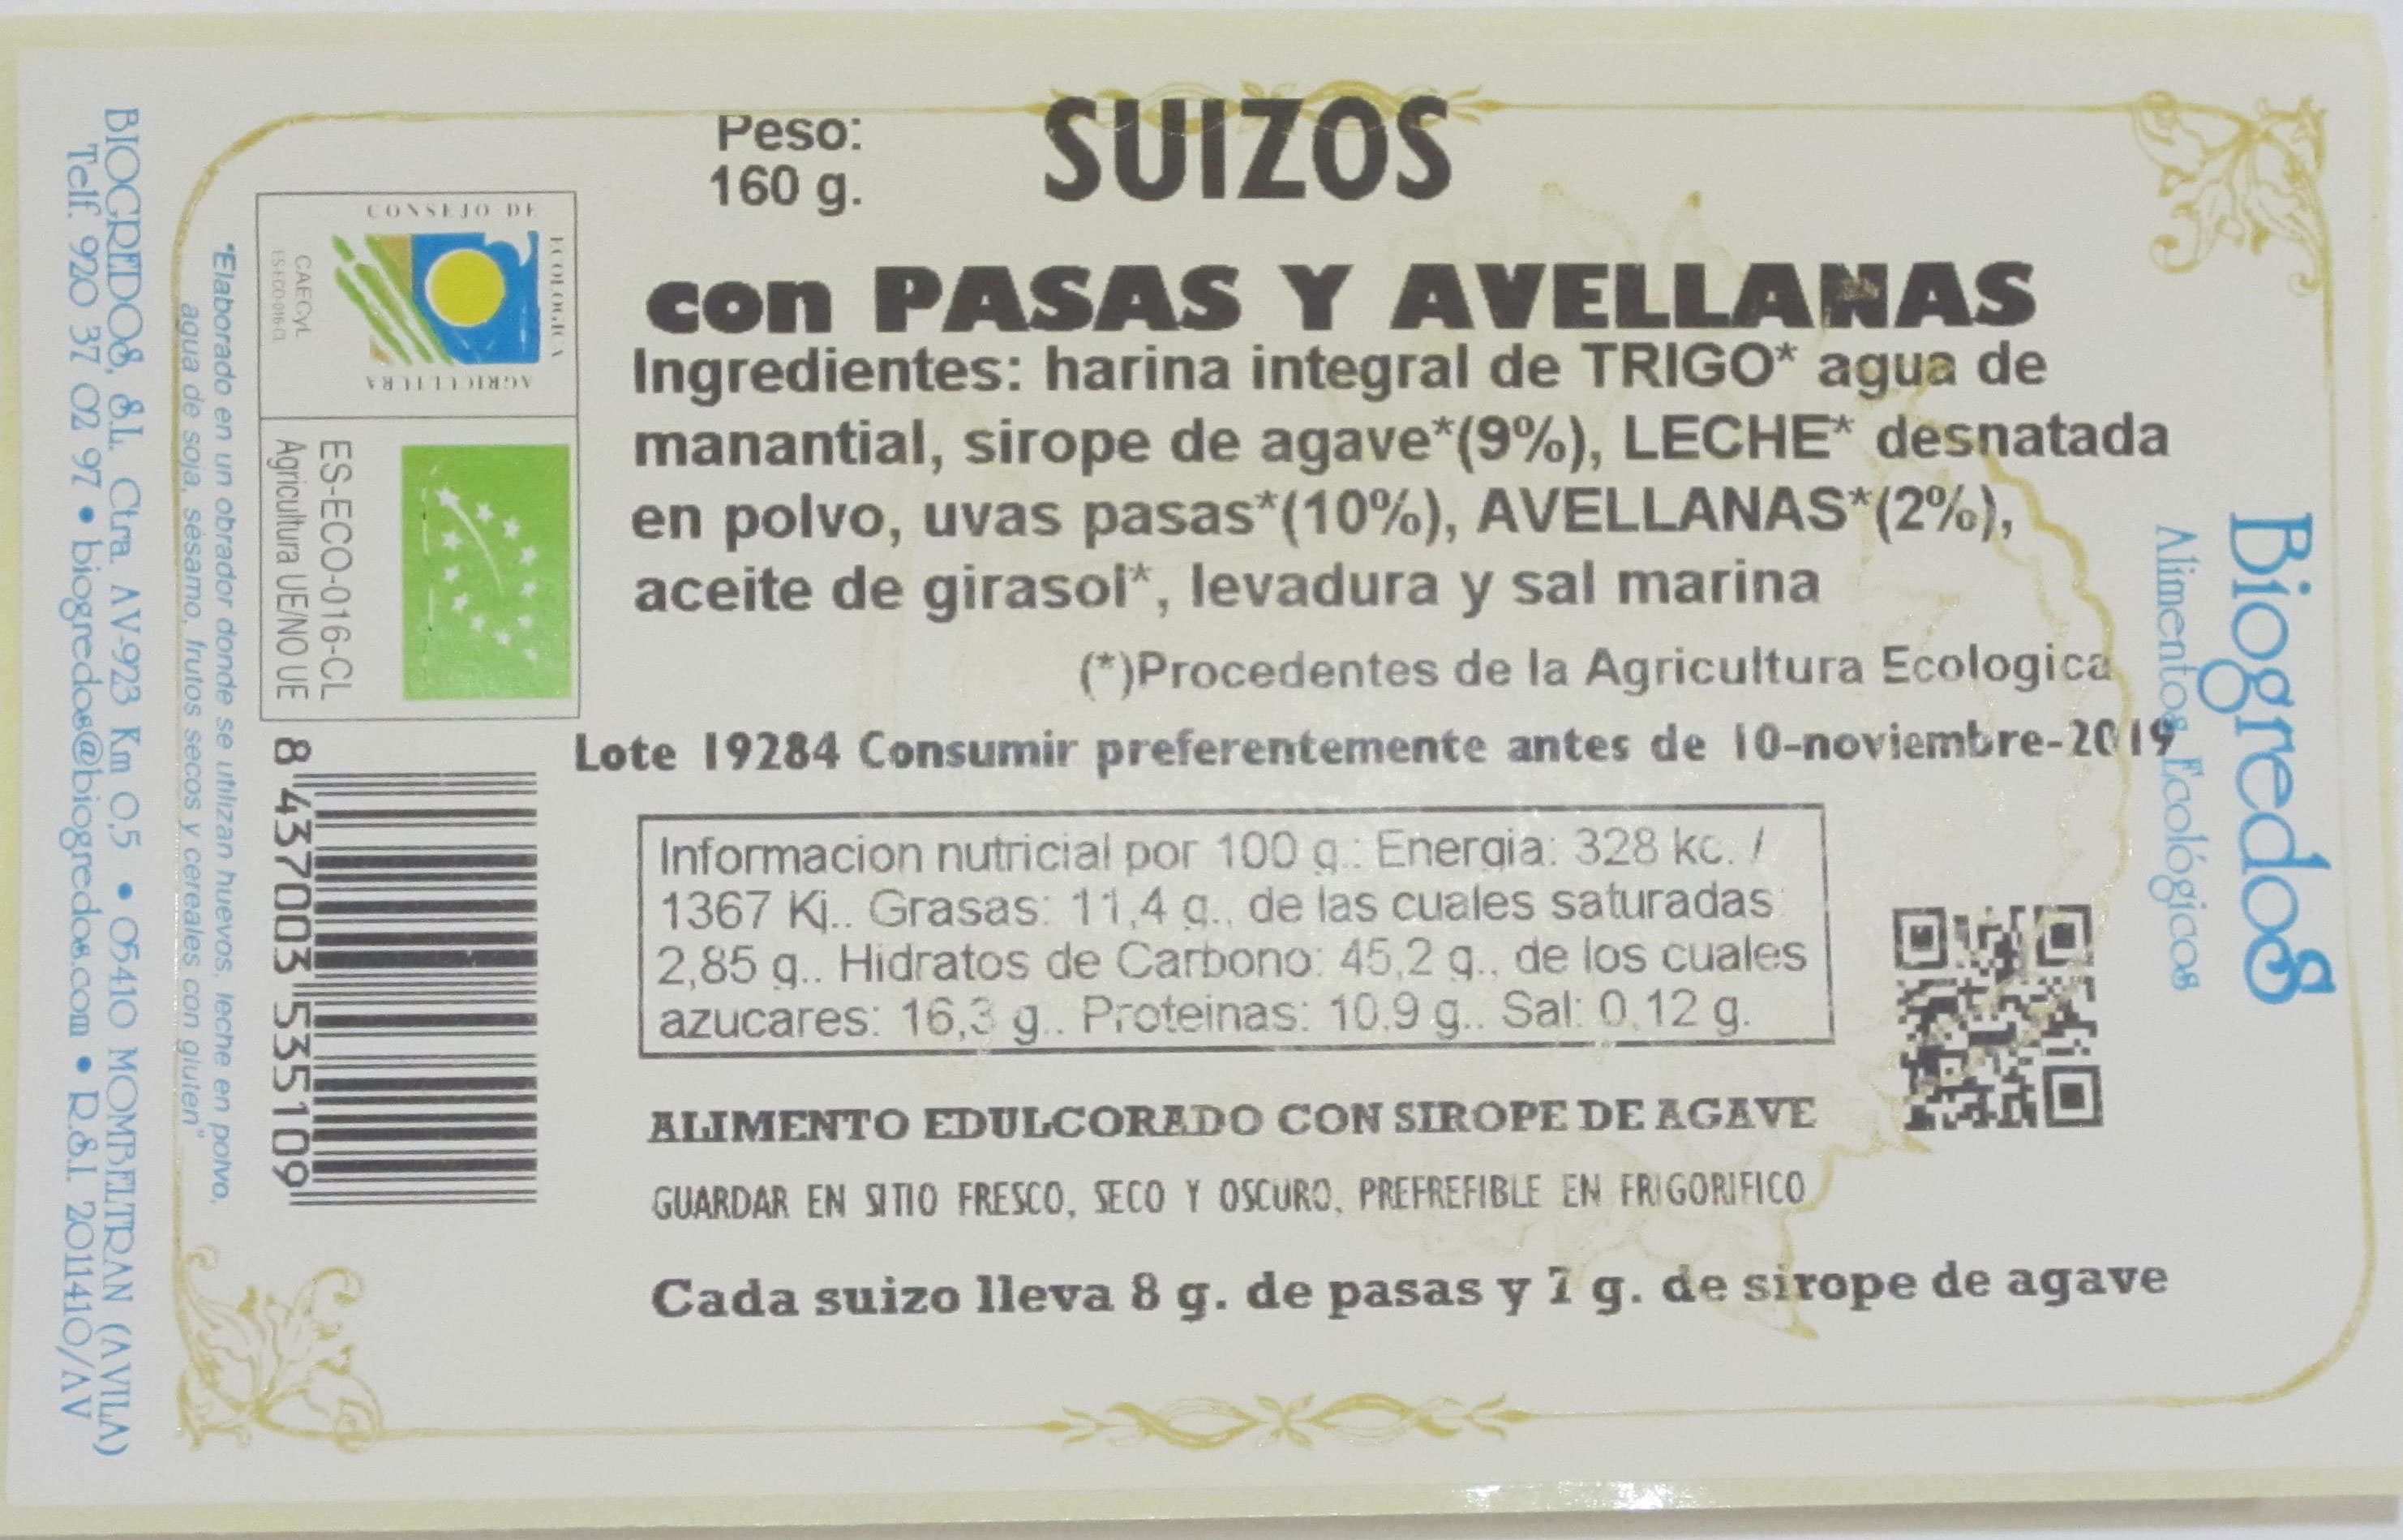 Peso:
160 g.
SUIZOS
con PASAS Y AVELLANAS
Ingredientes: harina integral de TRIGO* agua de
manantial, sirope de agave*(9%), LECHE* desnatada
en polvo, uvas pasas*(10%), AVELLANAS*(2%),
aceite de girasol*, levadura y sal marina
(*)Procedentes de la Agricultura Ecologica
Lote 19284 Consumir preferentemente antes de 10-noviembre-2019
Informacion nutricial por 100 g.: Energia: 328 kc. /
1367 Kj.. Grasas: 11,4 g., de las cuales saturadas
2,85 g.. Hidratos de Carbono: 45,2 g., de los cuales
azucares: 16,3 g.. Proteinas: 10,9 g.. Sal: 0,12 g.
ALIMENTO EDULCORADO CON SIROPE DE AGAVE
GUARDAR EN SITIO FRESCO, SECO Y OSCURO, PREFREFIBLE EN FRIGORIFICO
Cada suizo lleva 8 g. de pasas y 7 g. de sirope de agave
Biogredos
Alimentos Ecológicos
CONSEJO DE
AGRICULTURA
ECOLOGICA
CAECyL
ES-ECO-016-CL
ES-ECO-016-CL
Agricultura UE/NO UE
8 437003 535109
"Elaborado en un obrador donde se utilizan huevos, leche en polvo,
agua de soja, sésamo, frutos secos y cereales con gluten"
BIOGREDOS, S.L. Ctra. AV-923 Km 0,5 • 05410 MOMBELTRAN (AVILA)
Telf. 920 37 02 97 • biogredos@biogredos.com • R.S.I. 2011410/AV